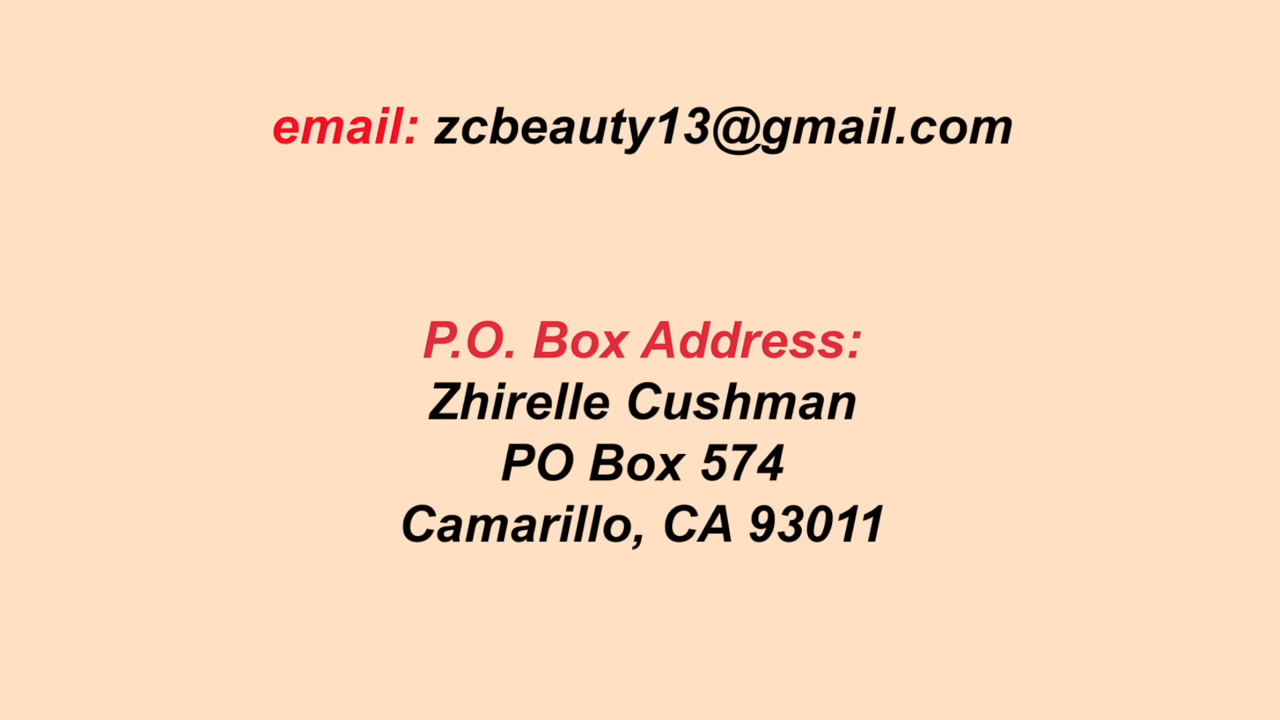 email: zcbeauty13@gmail.com
P.O. Box Address:
Zhirelle Cushman
PO Box 574
Camarillo, CA 93011